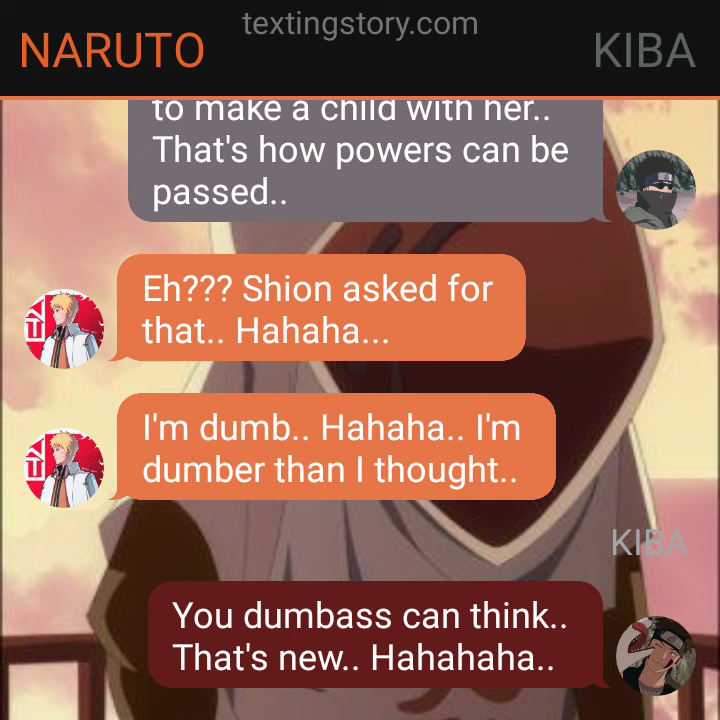 textingstory.com
NARUTO
KIBA
to make a child with her..
That's how powers can be
passed..
Eh??? Shion asked for
that.. Hahaha...
I'm dumb.. Hahaha.. I'm
dumber than I thought..
KIBA
You dumbass can think..
That's new.. Hahahaha..